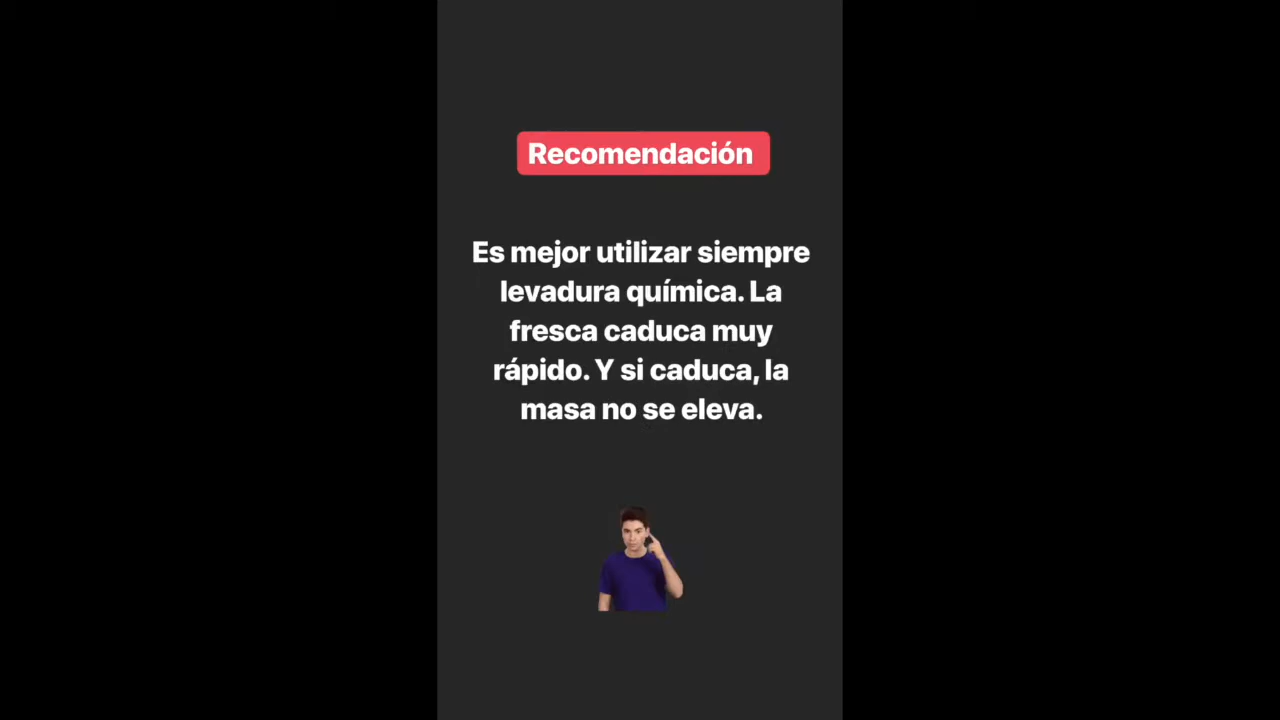 Recomendación
Es mejor utilizar siempre
levadura química. La
fresca caduca muy
rápido. Y si caduca, la
masa no se eleva.